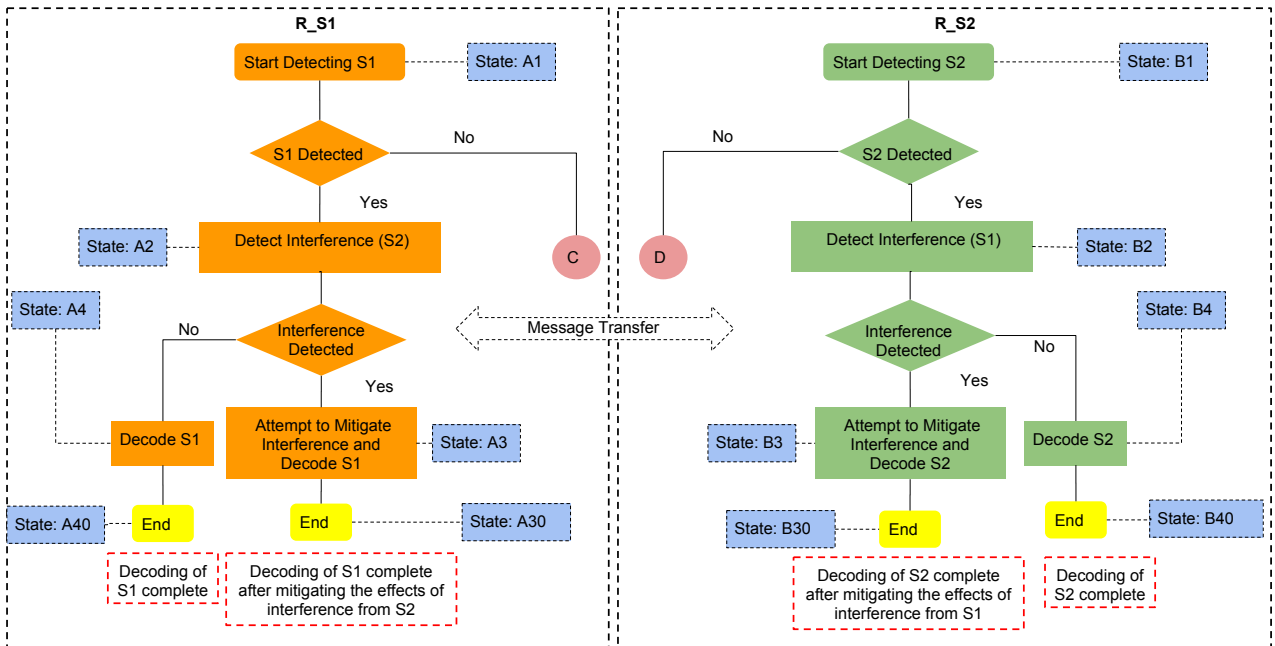 R_S1
Start Detecting S1
State: A1
No
S1 Detected
Yes
State: A2
Detect Interference (S2)
C
State: A4
No
Interference
Detected
Yes
Decode S1
Attempt to Mitigate
Interference and
Decode S1
State: A3
State: A40
End
End
State: A30
Decoding of
S1 complete
Decoding of S1 complete
after mitigating the effects of
interference from S2
Message Transfer
R_S2
Start Detecting S2
State: B1
No
S2 Detected
Yes
D
Detect Interference (S1)
State: B2
State: B4
Interference
Detected
No
Yes
State: B3
Attempt to Mitigate
Interference and
Decode S2
Decode S2
State: B30
End
End
State: B40
Decoding of S2 complete
after mitigating the effects of
interference from S1
Decoding of
S2 complete